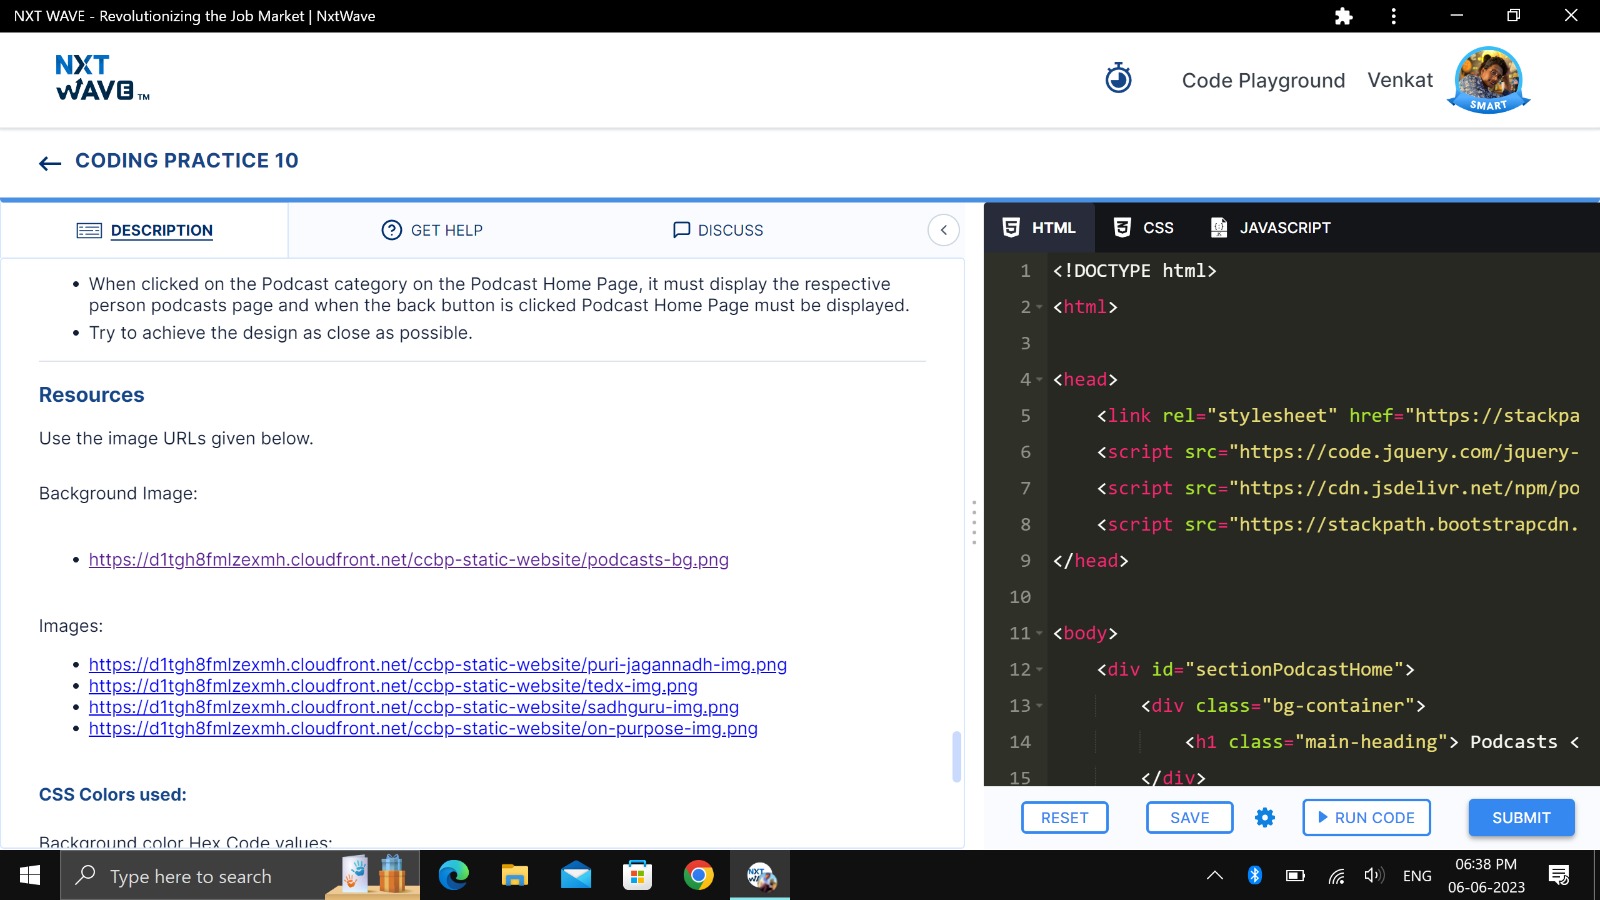 NXT WAVE - Revolutionizing the Job Market | NxtWave
NXT
WAVE TM
Code Playground
Venkat
SMART
CODING PRACTICE 10
DESCRIPTION
GET HELP
DISCUSS
When clicked on the Podcast category on the Podcast Home Page, it must display the respective
person podcasts page and when the back button is clicked Podcast Home Page must be displayed.
Try to achieve the design as close as possible.
Resources
Use the image URLs given below.
Background Image:
https://d1tgh8fmlzexmh.cloudfront.net/ccbp-static-website/podcasts-bg.png
Images:
https://d1tgh8fmlzexmh.cloudfront.net/ccbp-static-website/puri-jagannadh-img.png
https://d1tgh8fmlzexmh.cloudfront.net/ccbp-static-website/tedx-img.png
https://d1tgh8fmlzexmh.cloudfront.net/ccbp-static-website/sadhguru-img.png
https://d1tgh8fmlzexmh.cloudfront.net/ccbp-static-website/on-purpose-img.png
CSS Colors used:
Background color Hex Code values:
HTML
CSS
JAVASCRIPT
1 <!DOCTYPE html>
2 <html>
3
4 <head>
5 <link rel="stylesheet" href="https://stackpa
6 <script src="https://code.jquery.com/jquery-
7 <script src="https://cdn.jsdelivr.net/npm/po
8 <script src="https://stackpath.bootstrapcdn.
9 </head>
10
11 <body>
12 <div id="sectionPodcastHome">
13 <div class="bg-container">
14 <h1 class="main-heading"> Podcasts <
15 </div>
RESET
SAVE
RUN CODE
SUBMIT
Type here to search
ENG
06:38 PM
06-06-2023